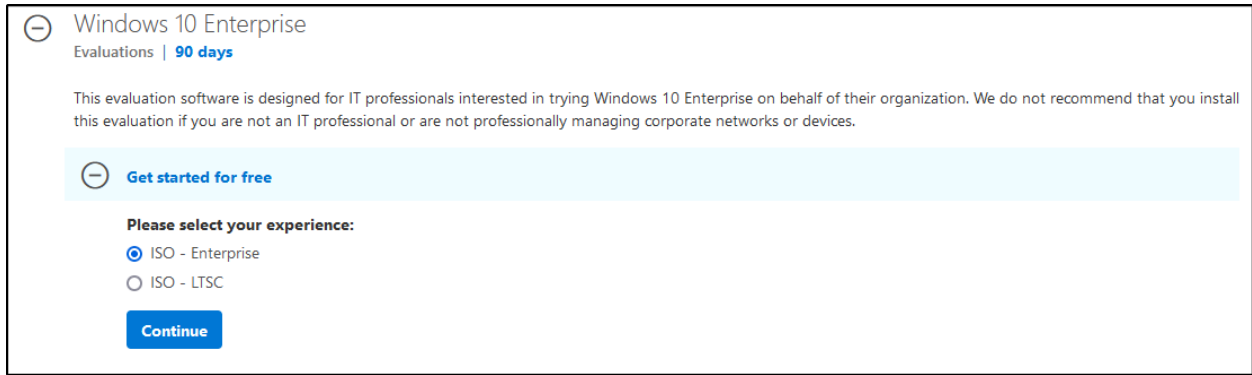 Windows 10 Enterprise
Evaluations | 90 days
This evaluation software is designed for IT professionals interested in trying Windows 10 Enterprise on behalf of their organization. We do not recommend that you install
this evaluation if you are not an IT professional or are not professionally managing corporate networks or devices.
Get started for free
Please select your experience:
ISO - Enterprise
ISO - LTSC
Continue